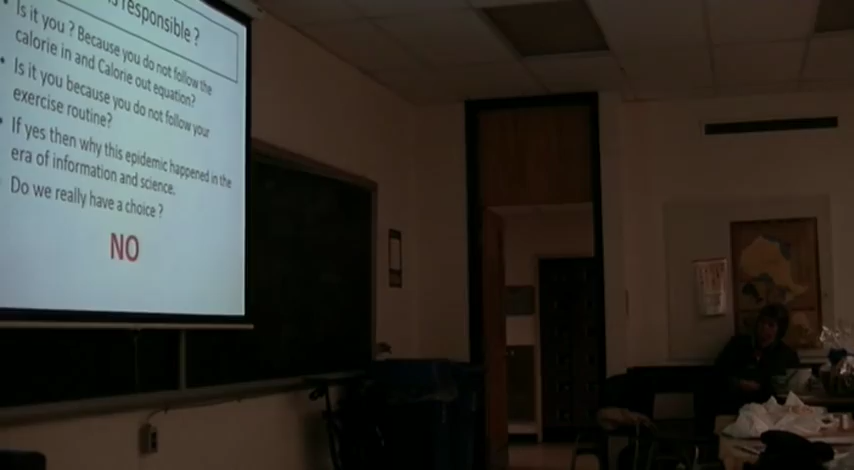 is responsible ?
Is it you ? Because you do not follow the
calorie in and Calorie out equation?
Is it you because you do not follow your
exercise routine?
If yes then why this epidemic happened in the
era of information and science.
Do we really have a choice ?
NO